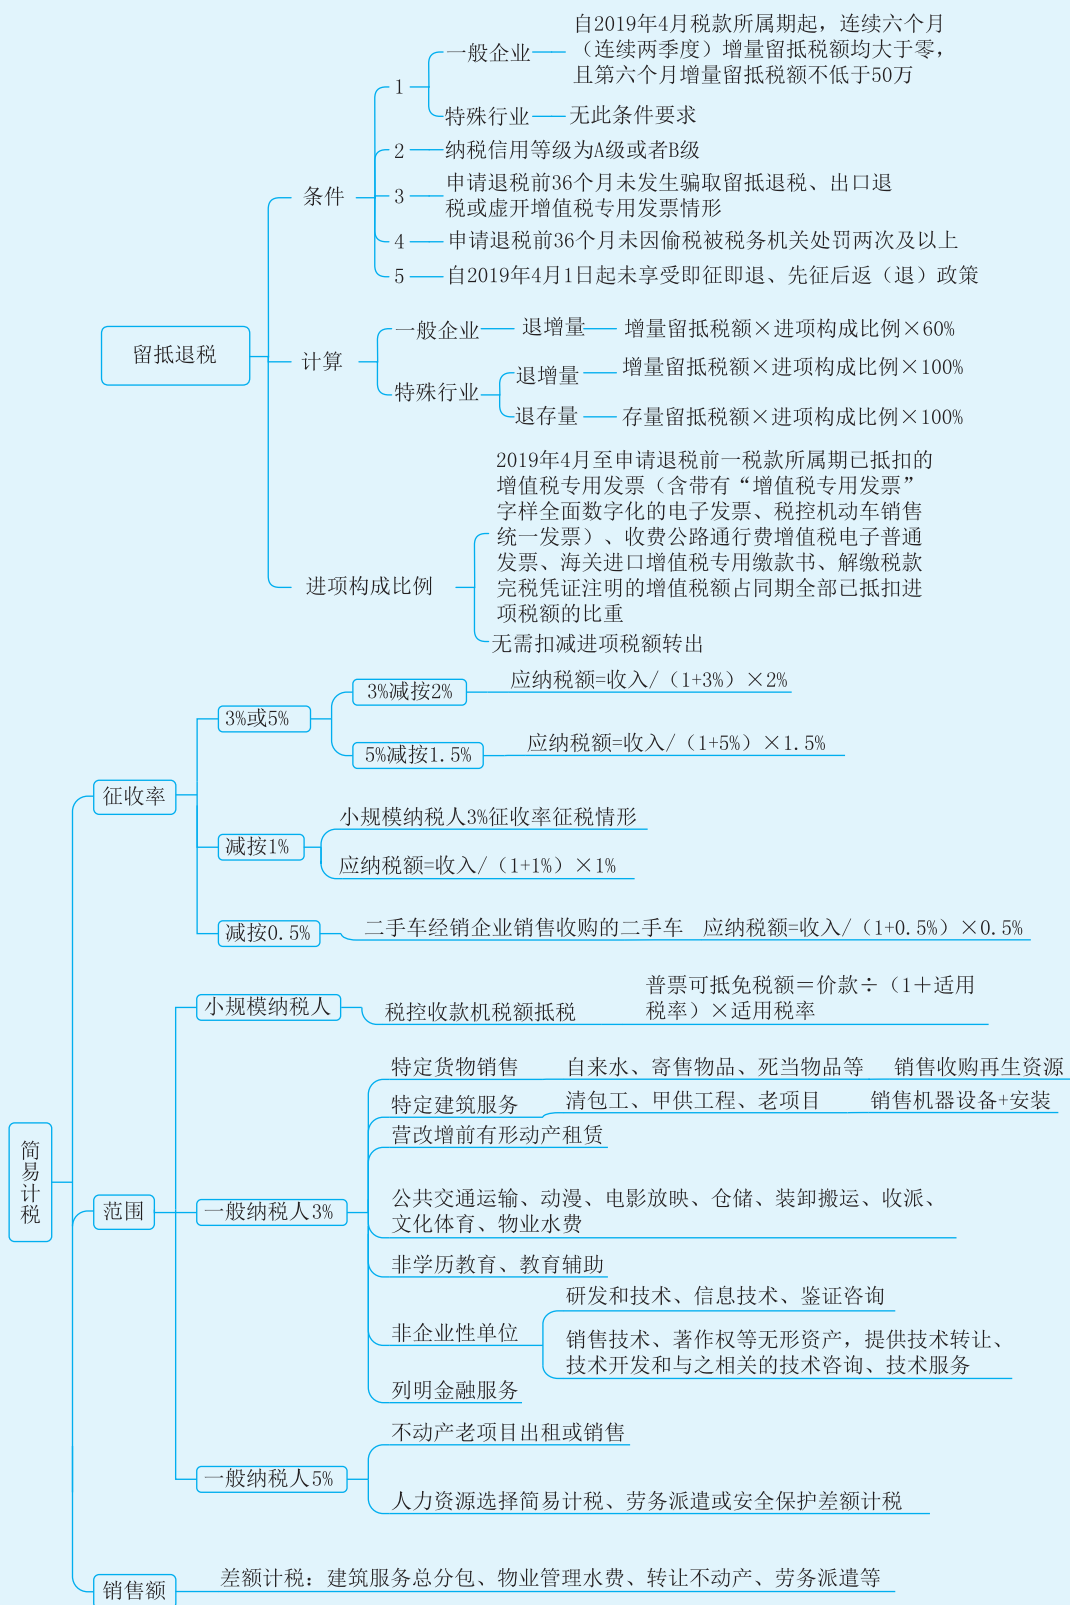 留抵退税
条件
1
一般企业
自2019年4月税款所属期起，连续六个月
（连续两季度）增量留抵税额均大于零，
且第六个月增量留抵税额不低于50万
特殊行业
无此条件要求
2
纳税信用等级为A级或者B级
3
申请退税前36个月未发生骗取留抵退税、出口退
税或虚开增值税专用发票情形
4
申请退税前36个月未因偷税被税务机关处罚两次及以上
5
自2019年4月1日起未享受即征即退、先征后返（退）政策
计算
一般企业
退增量
增量留抵税额×进项构成比例×60%
特殊行业
退增量
增量留抵税额×进项构成比例×100%
退存量
存量留抵税额×进项构成比例×100%
进项构成比例
2019年4月至申请退税前一税款所属期已抵扣的
增值税专用发票（含带有“增值税专用发票”
字样全面数字化的电子发票、税控机动车销售
统一发票）、收费公路通行费增值税电子普通
发票、海关进口增值税专用缴款书、解缴税款
完税凭证注明的增值税额占同期全部已抵扣进
项税额的比重
无需扣减进项税额转出
简易计税
征收率
3%或5%
3%减按2%
应纳税额=收入/（1+3%）×2%
5%减按1.5%
应纳税额=收入/（1+5%）×1.5%
减按1%
小规模纳税人3%征收率征税情形
应纳税额=收入/（1+1%）×1%
减按0.5%
二手车经销企业销售收购的二手车 应纳税额=收入/（1+0.5%）×0.5%
范围
小规模纳税人
税控收款机税额抵税
普票可抵免税额＝价款÷（1＋适用
税率）×适用税率
一般纳税人3%
特定货物销售
自来水、寄售物品、死当物品等
销售收购再生资源
特定建筑服务
清包工、甲供工程、老项目
销售机器设备+安装
营改增前有形动产租赁
公共交通运输、动漫、电影放映、仓储、装卸搬运、收派、
文化体育、物业水费
非学历教育、教育辅助
非企业性单位
研发和技术、信息技术、鉴证咨询
销售技术、著作权等无形资产，提供技术转让、
技术开发和与之相关的技术咨询、技术服务
列明金融服务
一般纳税人5%
不动产老项目出租或销售
人力资源选择简易计税、劳务派遣或安全保护差额计税
销售额
差额计税：建筑服务总分包、物业管理水费、转让不动产、劳务派遣等